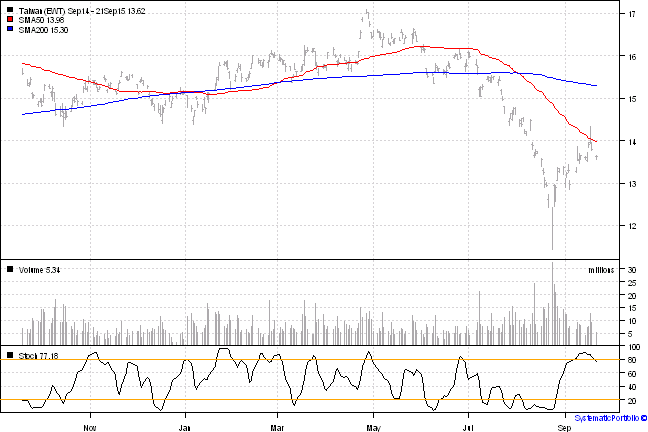 Taiwan (EWT) Sep14 - 21Sep15 13.62
SMA50 13.98
SMA200 15.30
17
16
15
14
13
12
Volume 5.34
millions
30
25
20
15
10
5
Stoch 77.18
100
80
60
40
20
Nov Jan Mar May Jul Sep
SystematicPortfolio ©